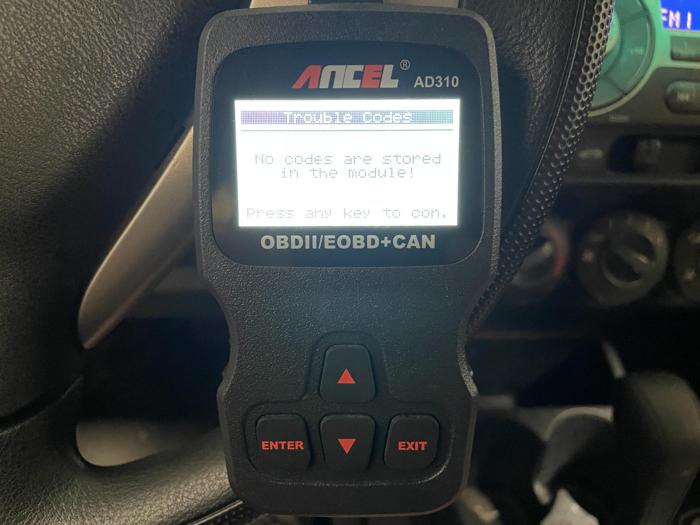 FM1
ANCEL®
AD310
Trouble Codes
No codes are stored
in the module!
Press any key to con.
OBDII/EOBD+CAN
ENTER
EXIT